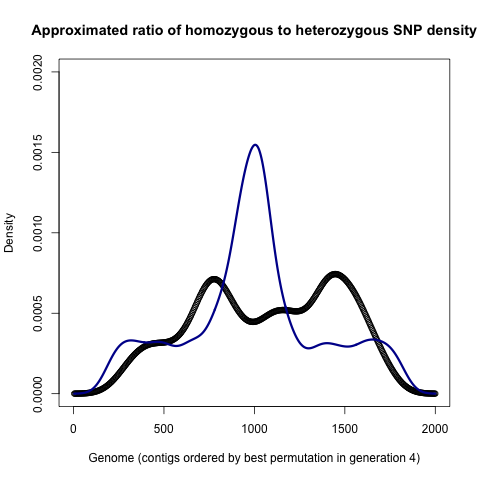 Approximated ratio of homozygous to heterozygous SNP density
0.0020
0.0015
0.0010
0.0005
0.0000
Density
0 500 1000 1500 2000
Genome (contigs ordered by best permutation in generation 4)